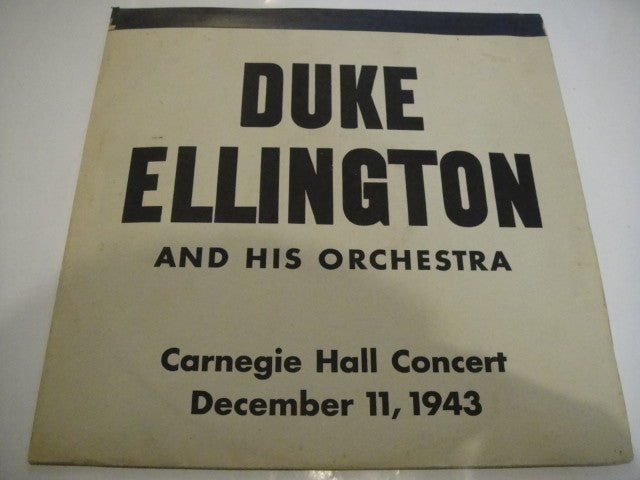 DUKE
ELLINGTON
AND HIS ORCHESTRA
Carnegie Hall Concert
December 11, 1943